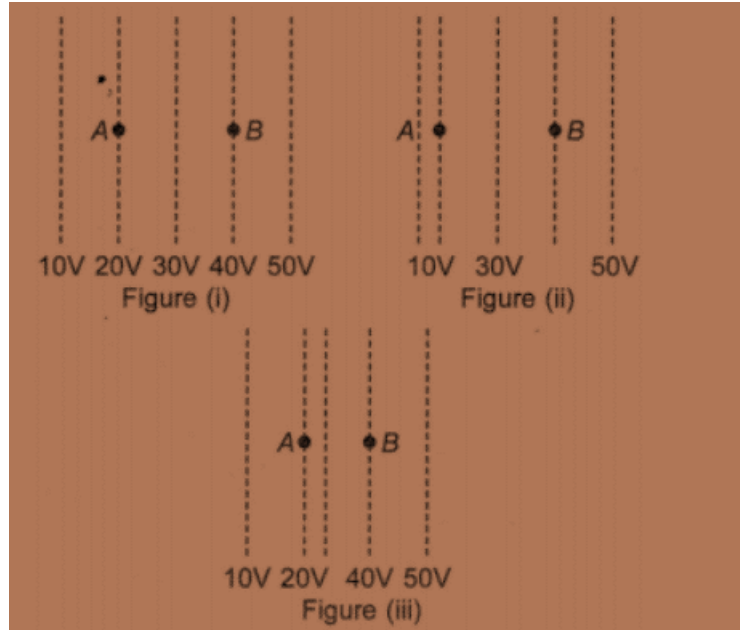 A B A B
10V 20V 30V 40V 50V 10V 30V 50V
Figure (i) Figure (ii)
A B
10V 20V 40V 50V
Figure (iii)